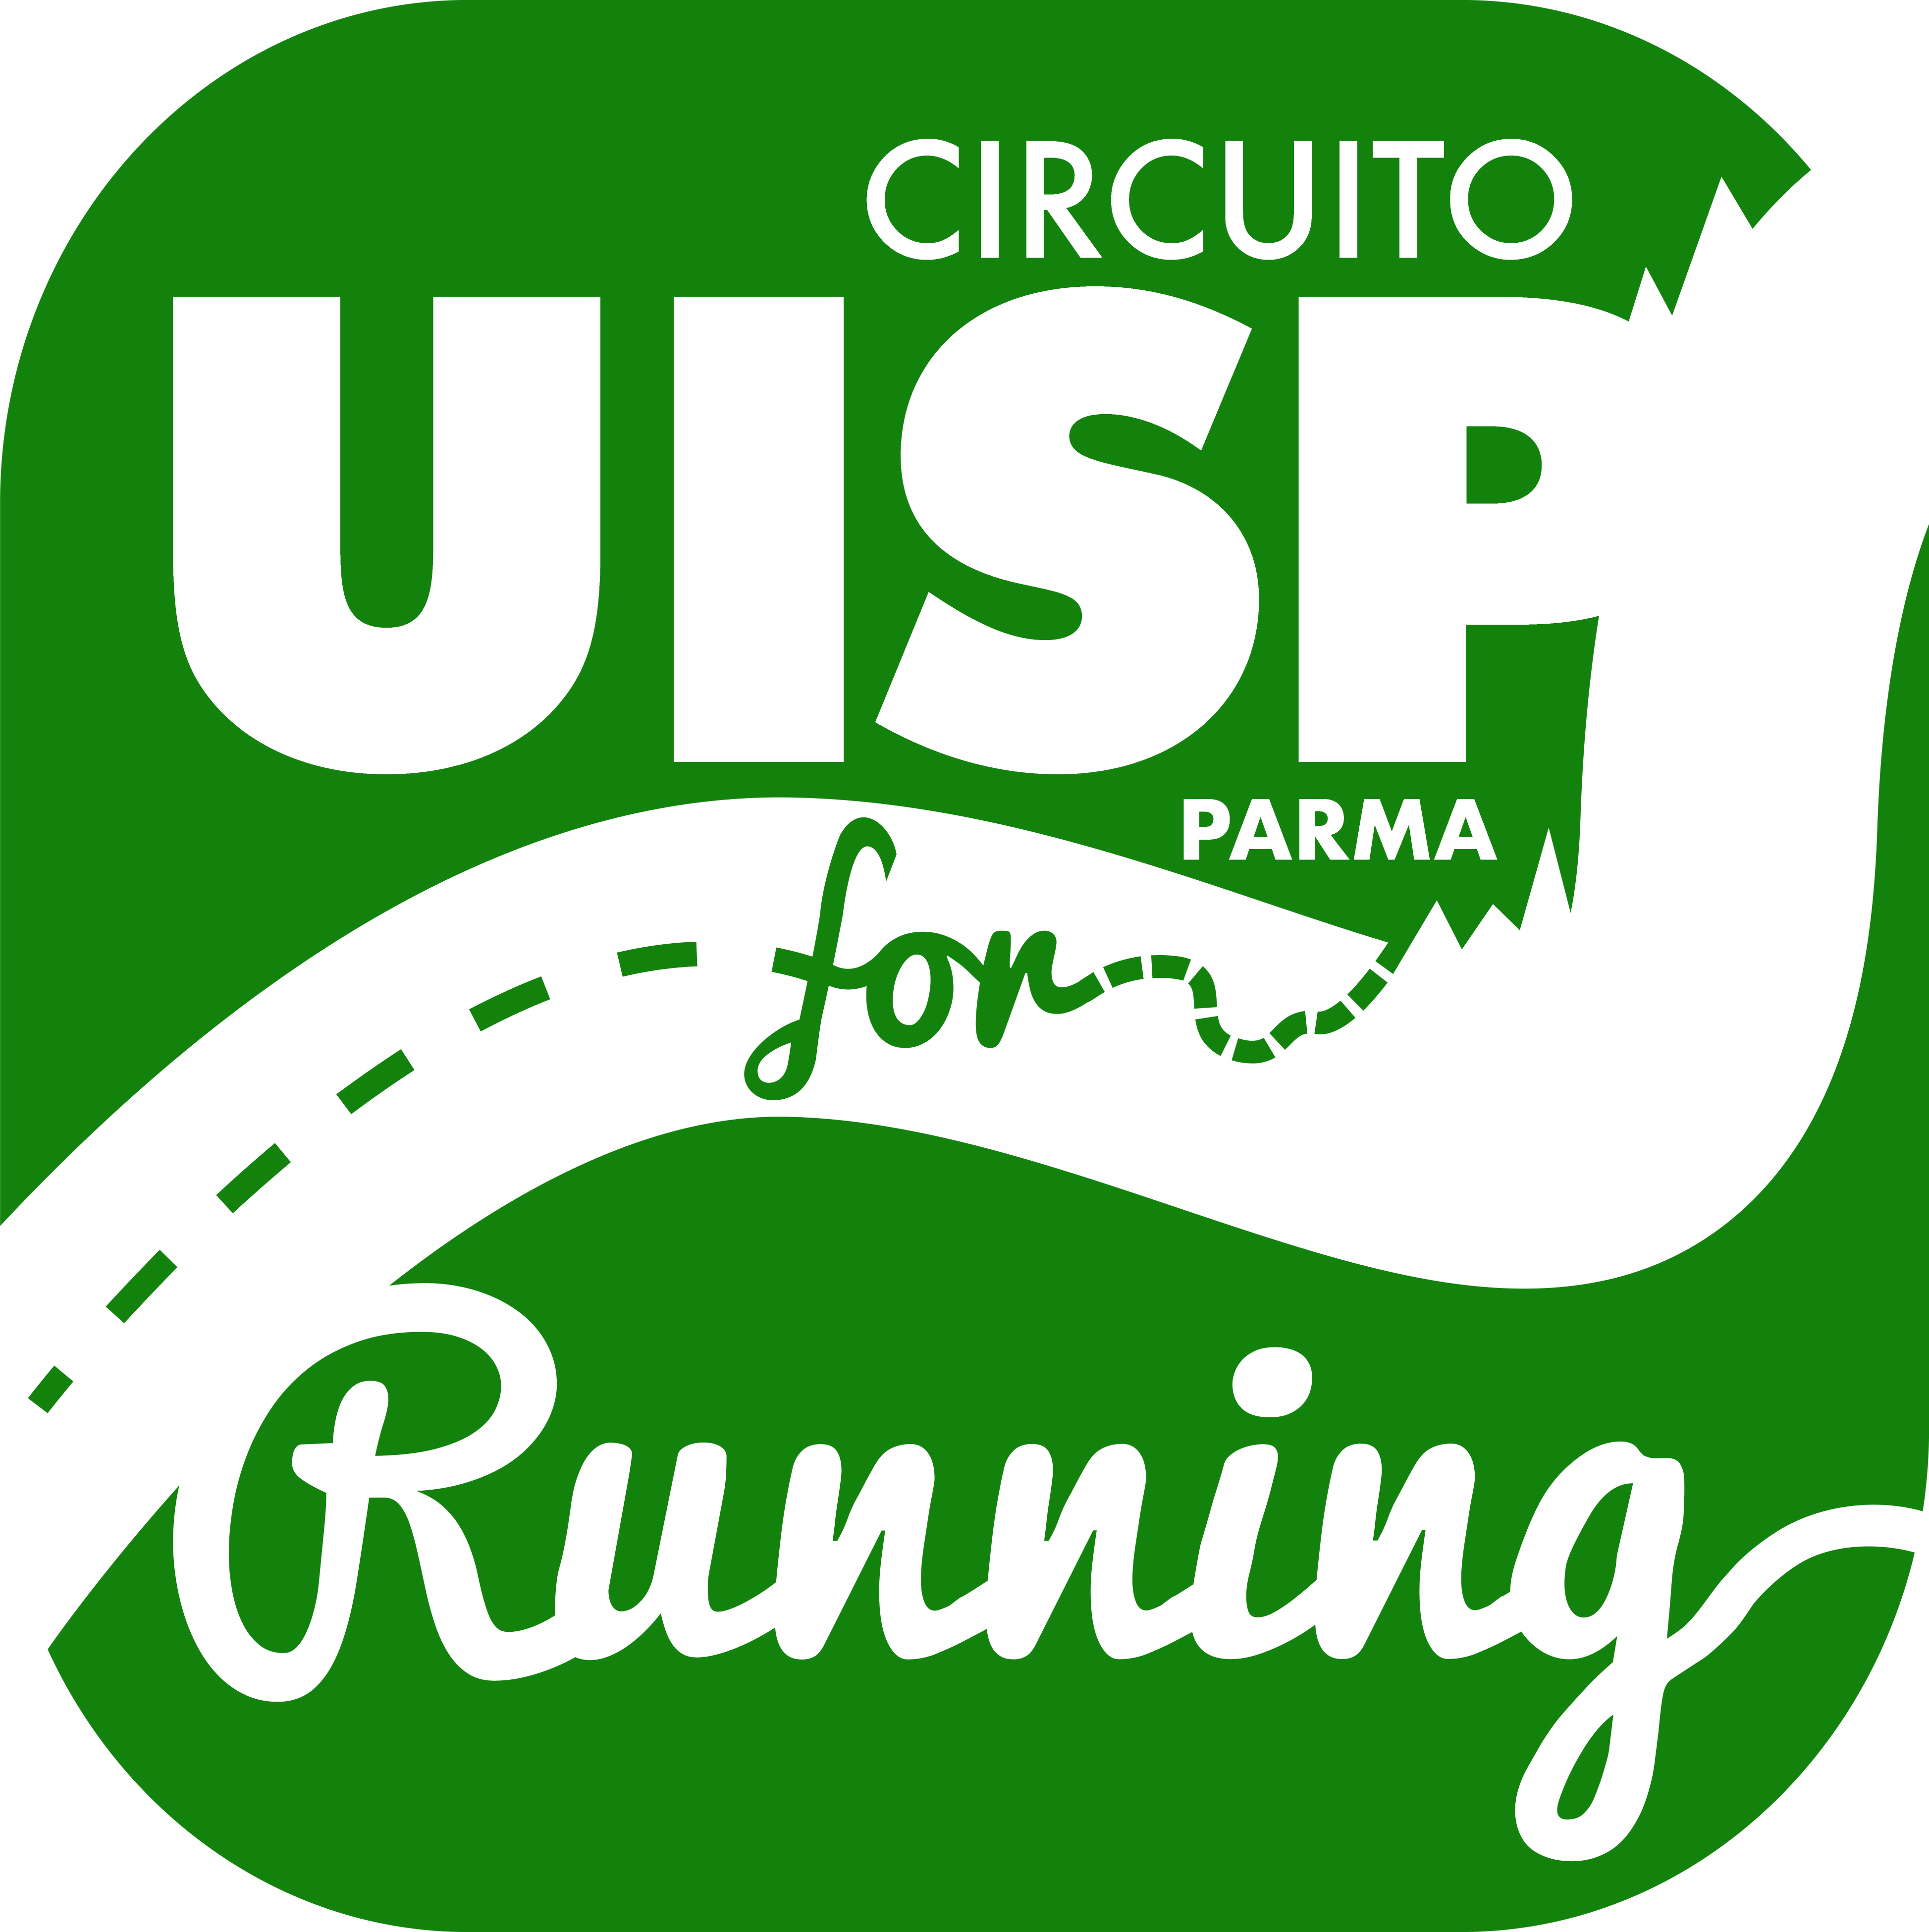 CIRCUITO
UISP
PARMA
for
Running